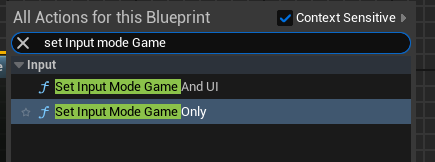 All Actions for this Blueprint Context Sensitive
set Input mode Game
Input
f Set Input Mode Game And UI
f Set Input Mode Game Only